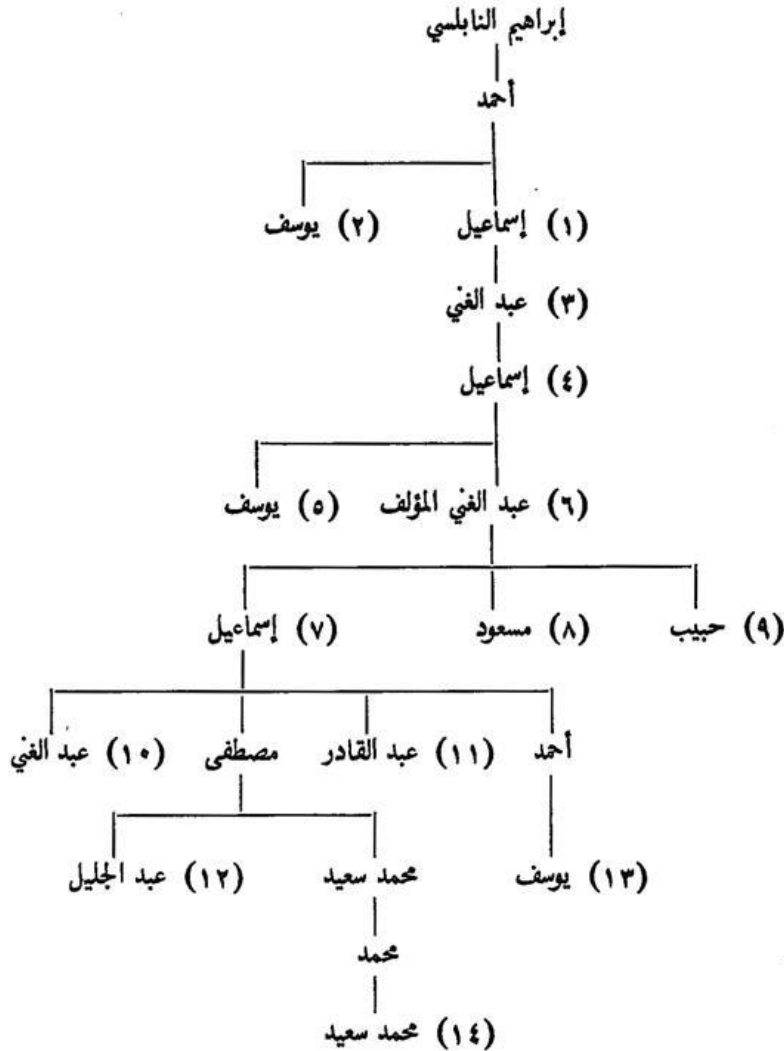 إبراهيم النابلسي
أحمد
(١) إسماعيل (٢) يوسف
(٣) عبد الغني
(٤) إسماعيل
(٦) عبد الغني المؤلف (٥) يوسف
(٩) حبيب (٨) مسعود (٧) إسماعيل
أحمد (١١) عبد القادر مصطفى (١٠) عبد الغني
(١٣) يوسف محمد سعيد (١٢) عبد الجليل
محمد
(١٤) محمد سعيد